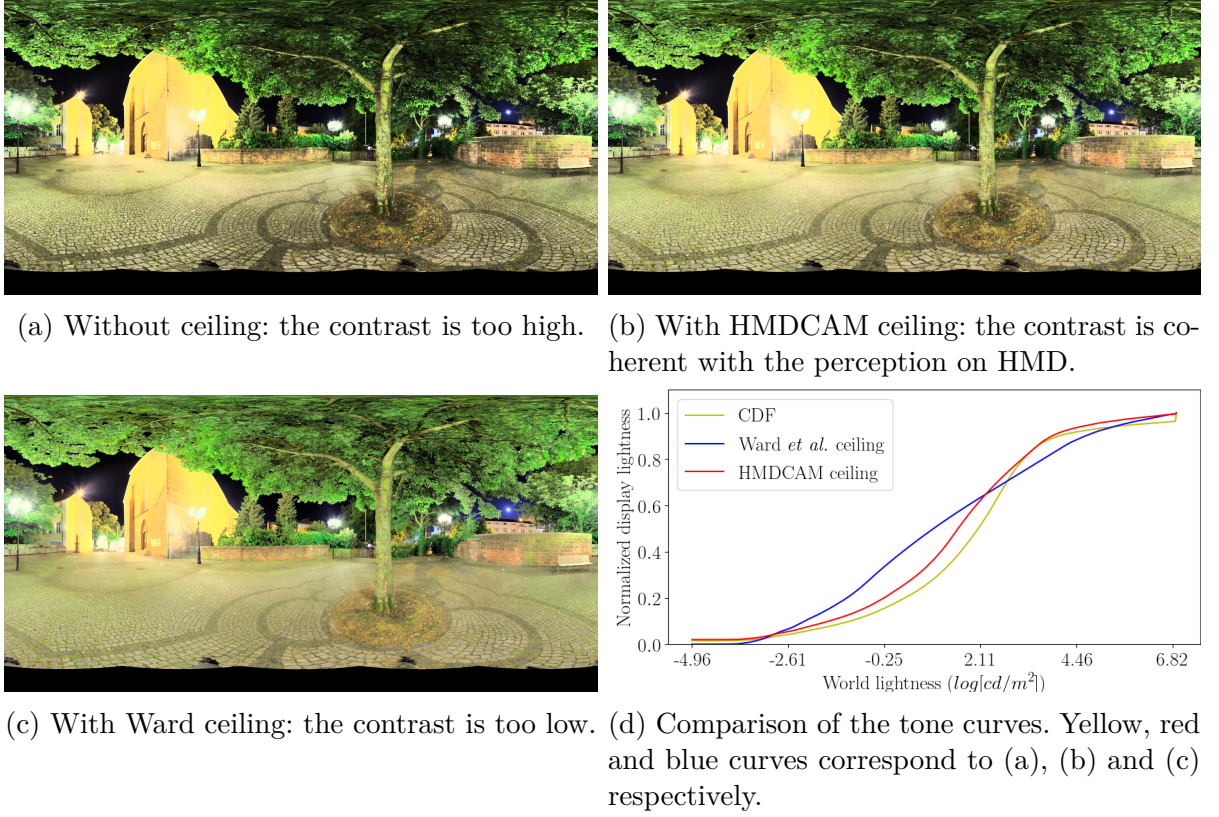 (a) Without ceiling: the contrast is too high.
(b) With HMDCAM ceiling: the contrast is co-
herent with the perception on HMD.
(c) With Ward ceiling: the contrast is too low.
Normalized display lightness
1.0
0.8
0.6
0.4
0.2
0.0
CDF
Ward et al. ceiling
HMDCAM ceiling
-4.96 -2.61 -0.25 2.11 4.46 6.82
World lightness (log[cd/m²])
(d) Comparison of the tone curves. Yellow, red
and blue curves correspond to (a), (b) and (c)
respectively.